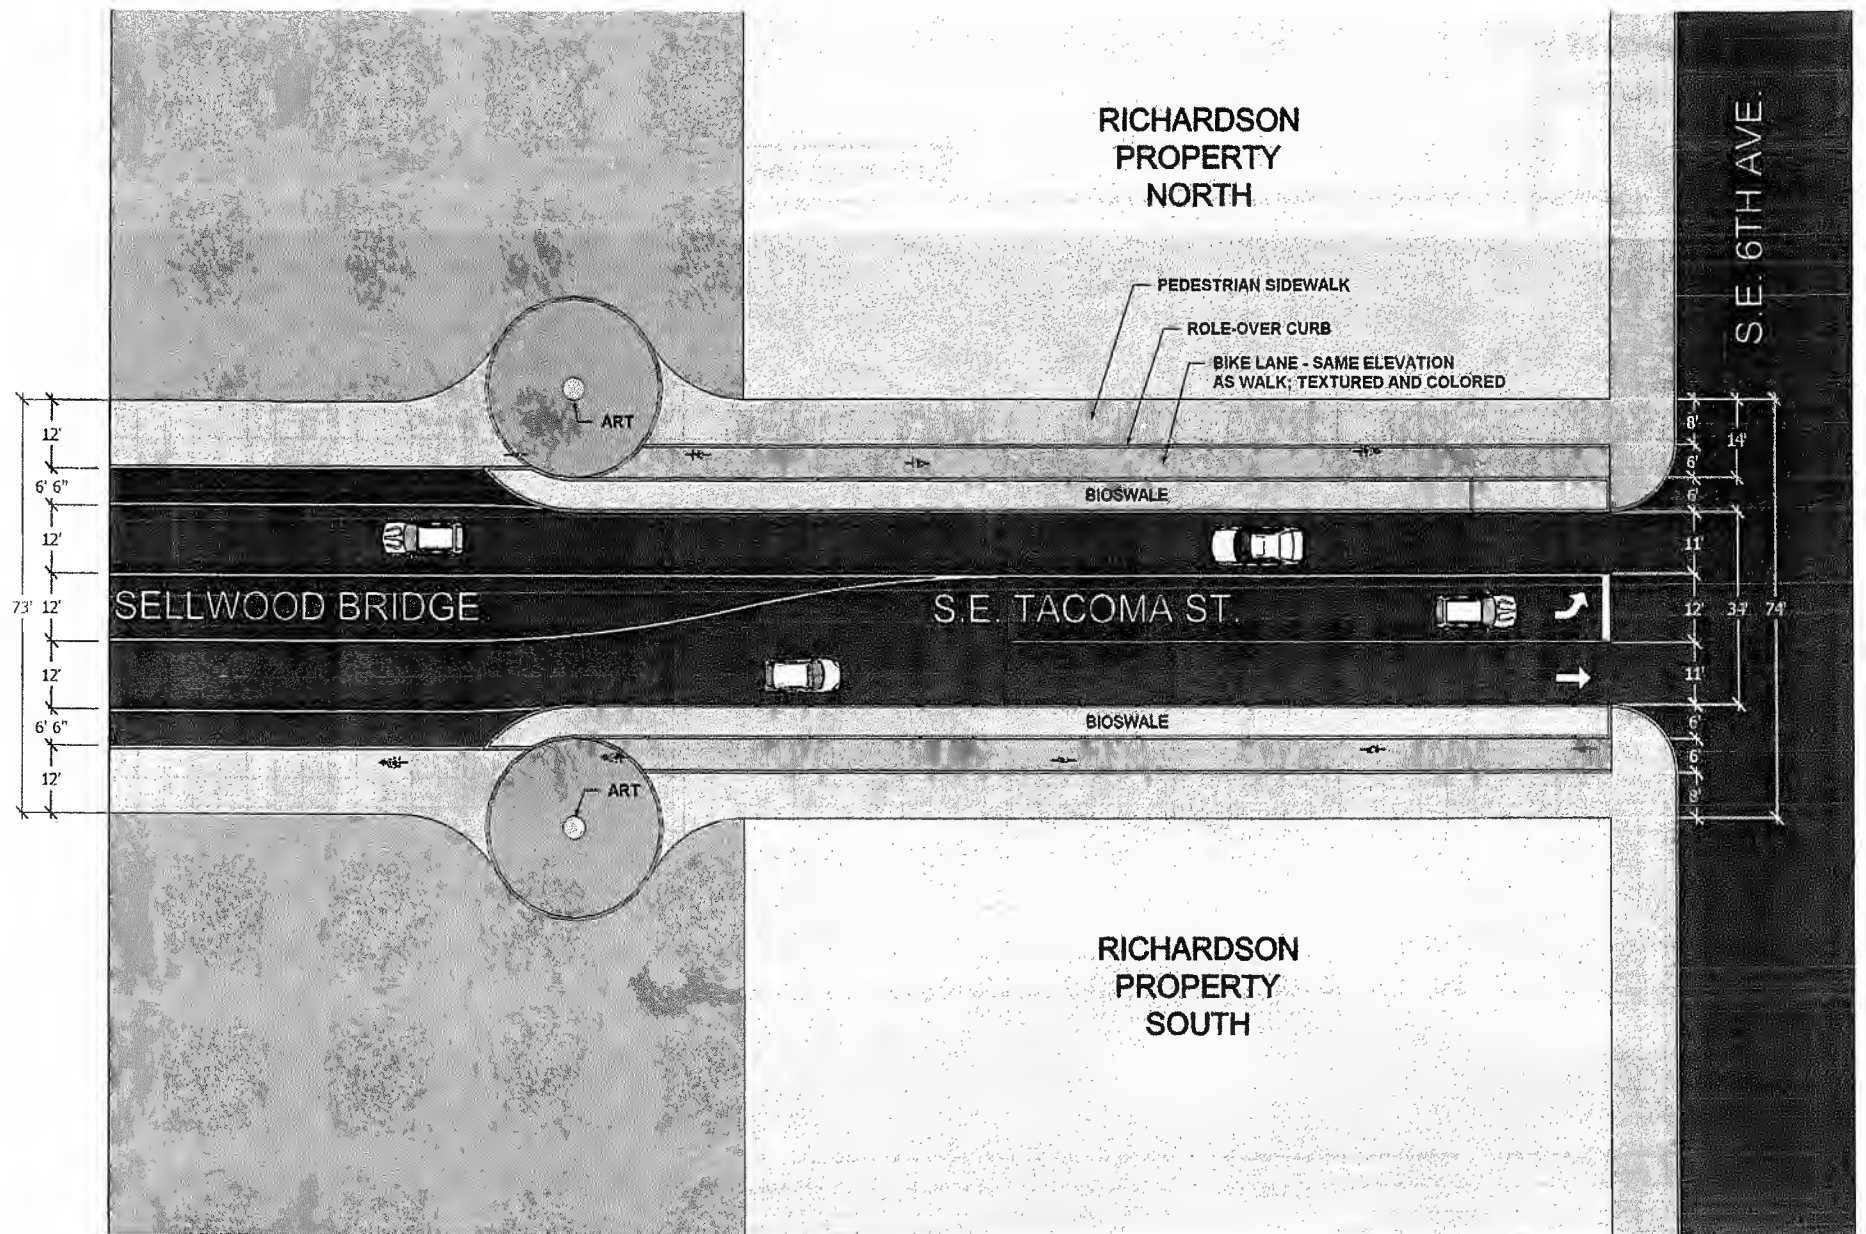 RICHARDSON
PROPERTY
NORTH
S.E. 6TH AVE.
PEDESTRIAN SIDEWALK
ROLE-OVER CURB
BIKE LANE - SAME ELEVATION
AS WALK; TEXTURED AND COLORED
ART
12'
6' 6"
12'
73'
12'
12'
6' 6"
12'
8'
6'
14'
6'
11'
12'
34'
74'
11'
6'
6'
8'
BIOSWALE
SELLWOOD BRIDGE
S.E. TACOMA ST.
BIOSWALE
ART
RICHARDSON
PROPERTY
SOUTH